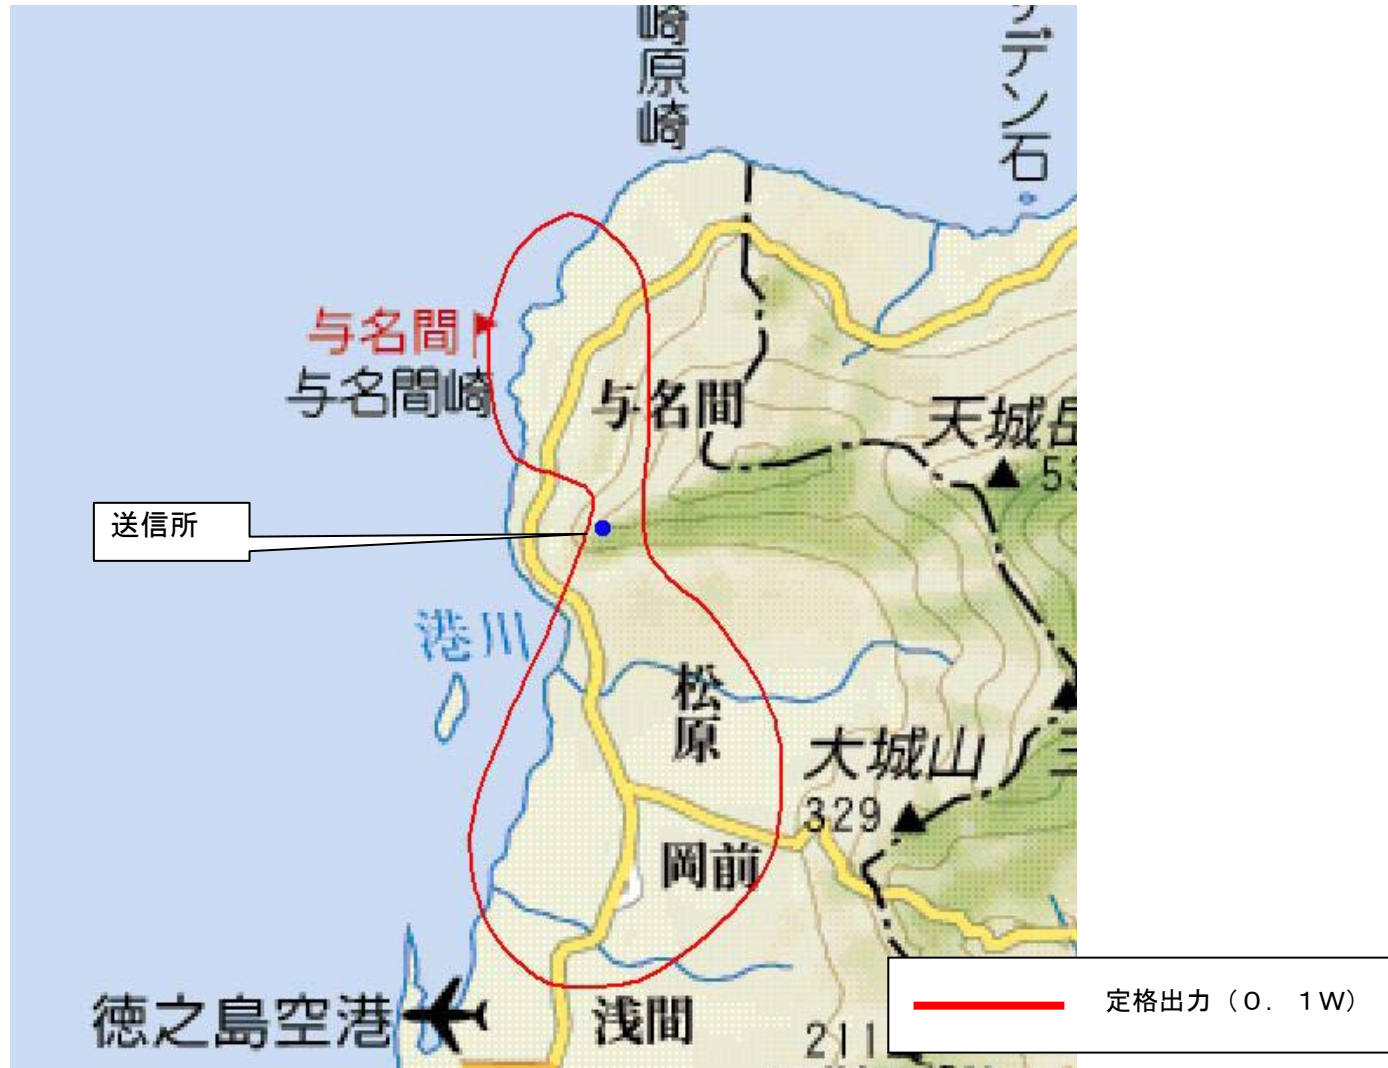 崎原崎
デン石
与名間
与名間崎
与名間
天城岳
53
送信所
港川
松原
大城山
三
329
岡前
徳之島空港
浅間
211
定格出力（０．１Ｗ）